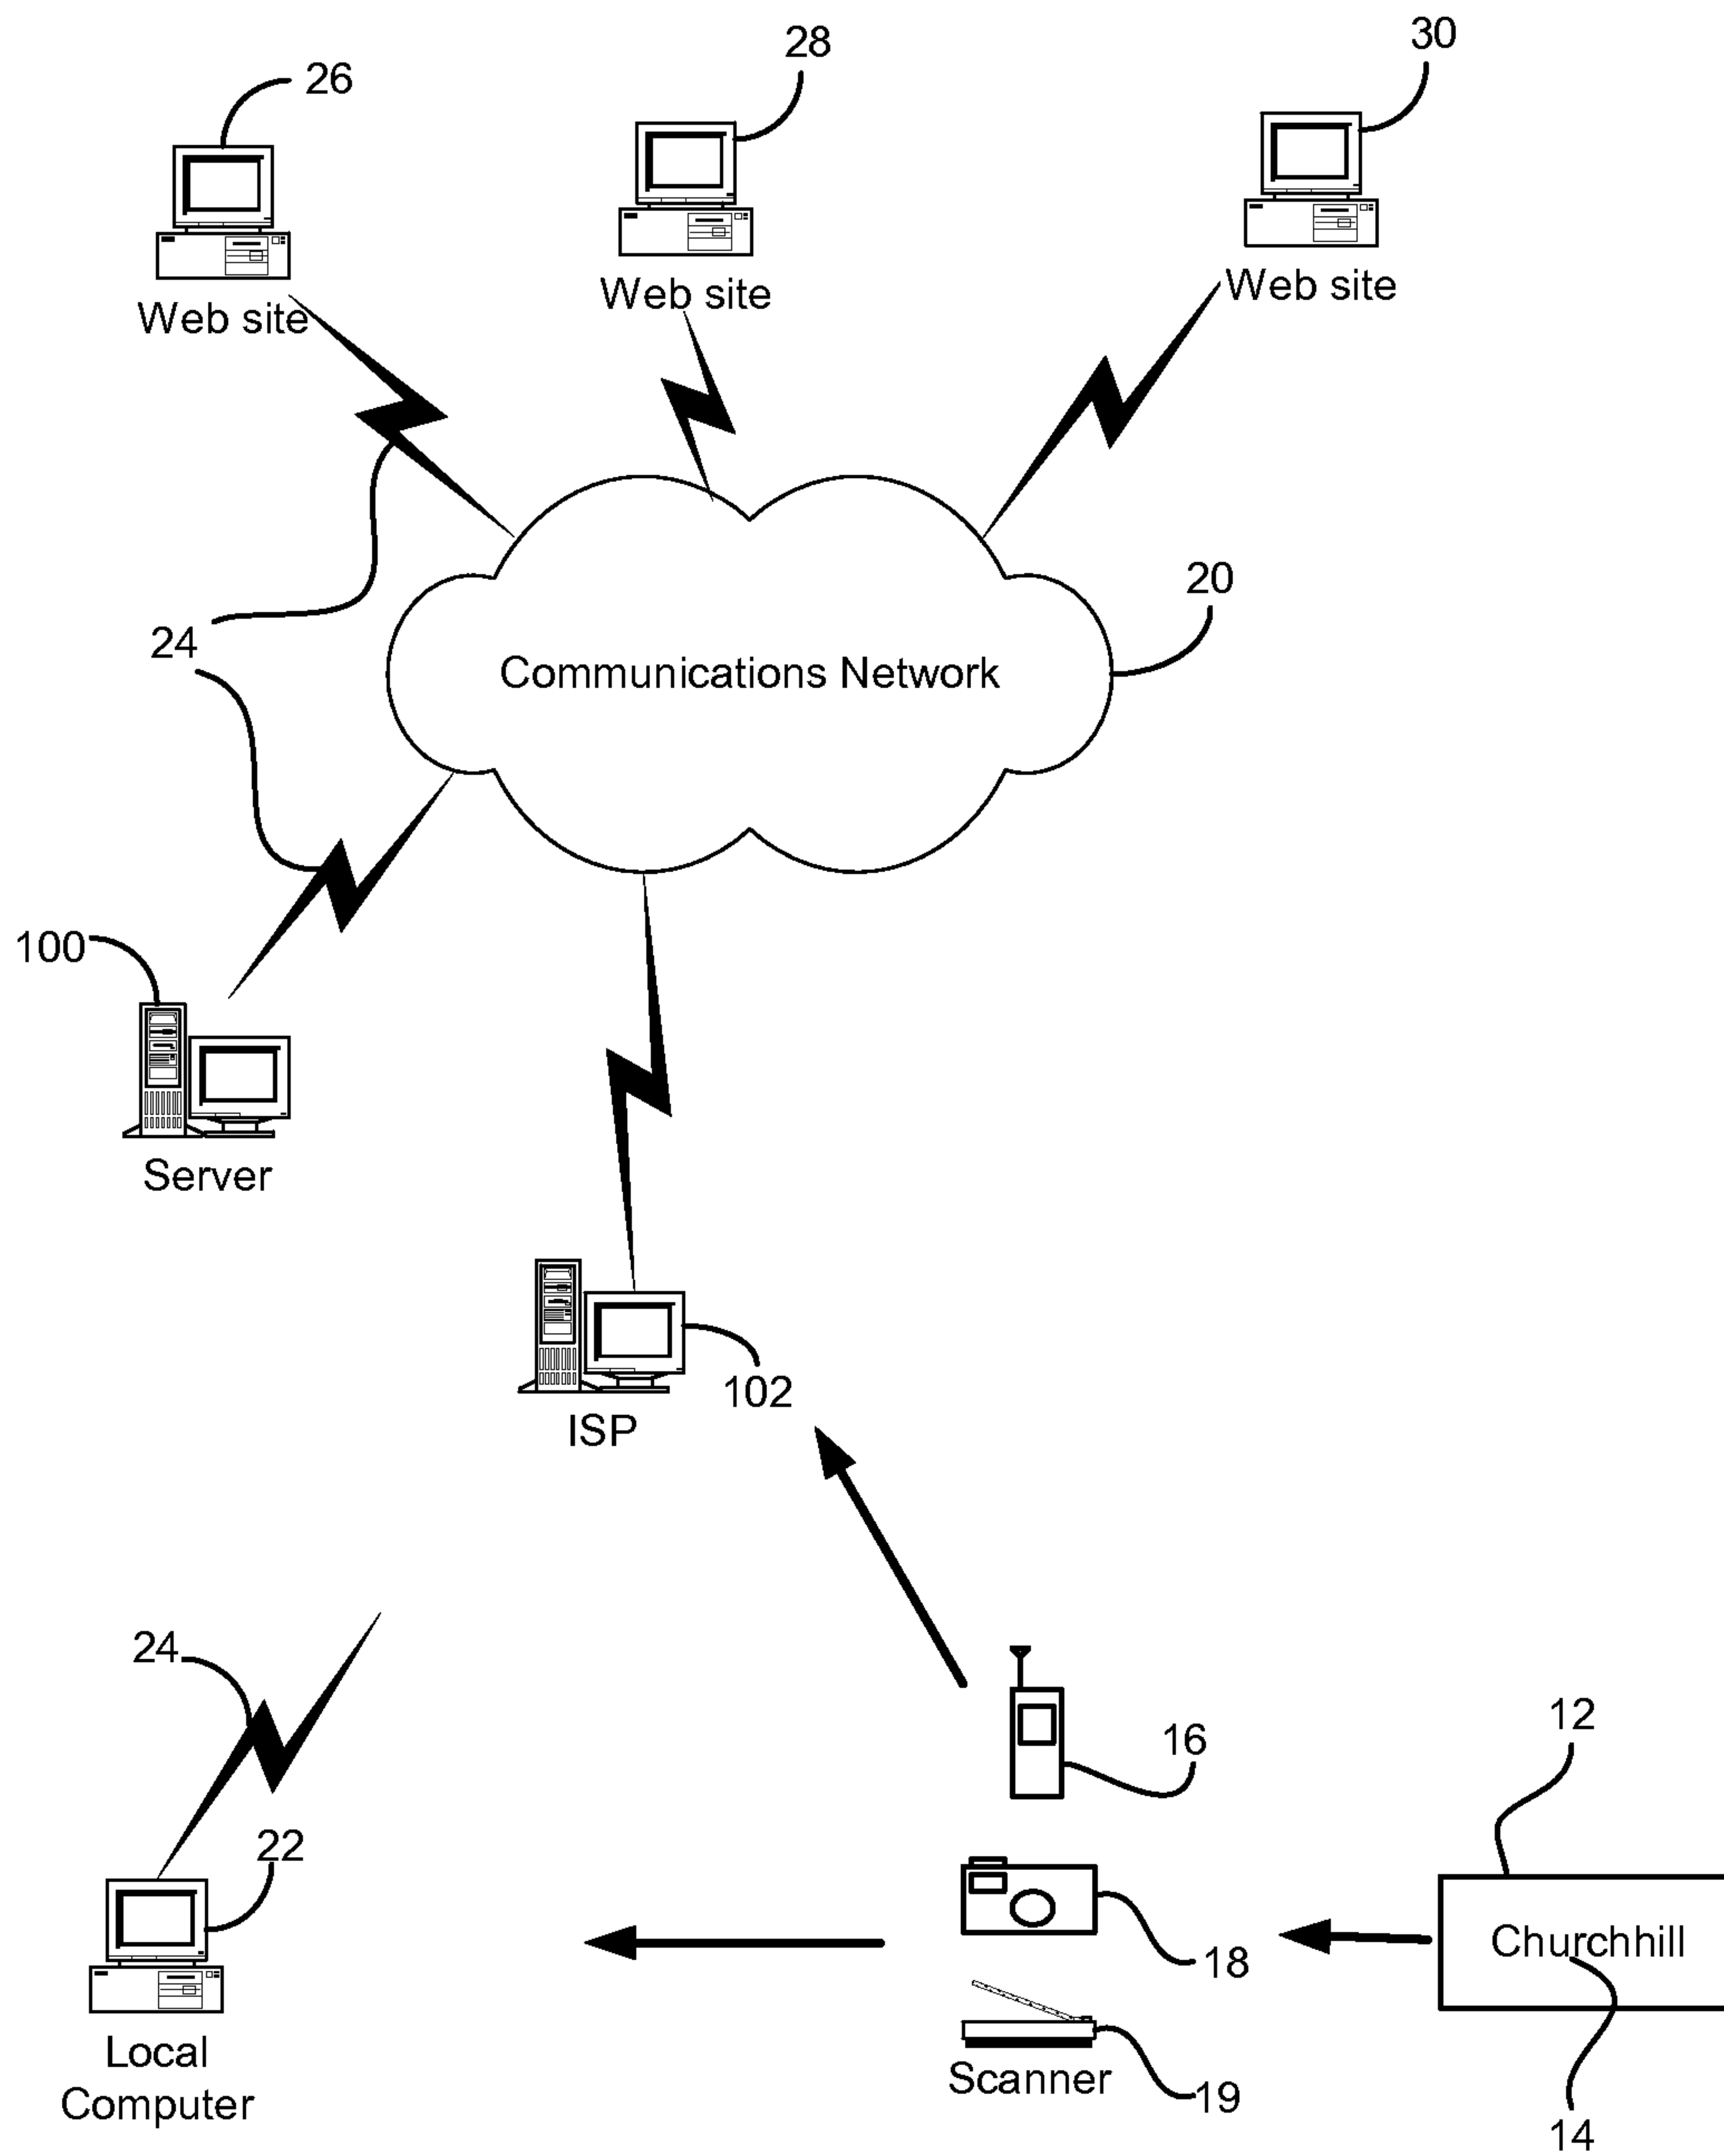 26
28
30
Web site
Web site
Web site
20
24
Communications Network
100
Server
102
ISP
24
12
16
22
Churchhill
18
Local
Computer
Scanner
19
14